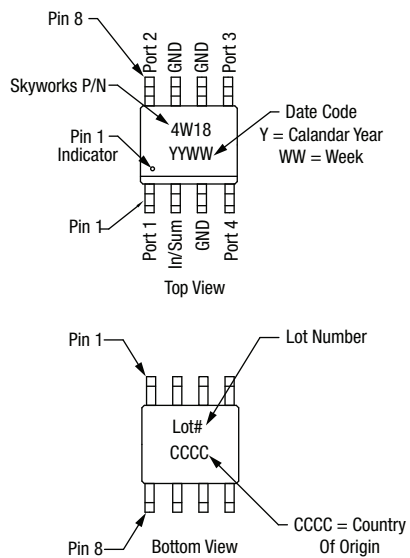 Pin 8
Port 2
GND
GND
Port 3
Skyworks P/N
4W18
YYWW
Date Code
Y = Calandar Year
WW = Week
Pin 1
Indicator
Pin 1
Port 1
In/Sum
GND
Port 4
Top View
Pin 1
Lot Number
Lot#
CCCC
CCCC = Country
Of Origin
Pin 8
Bottom View